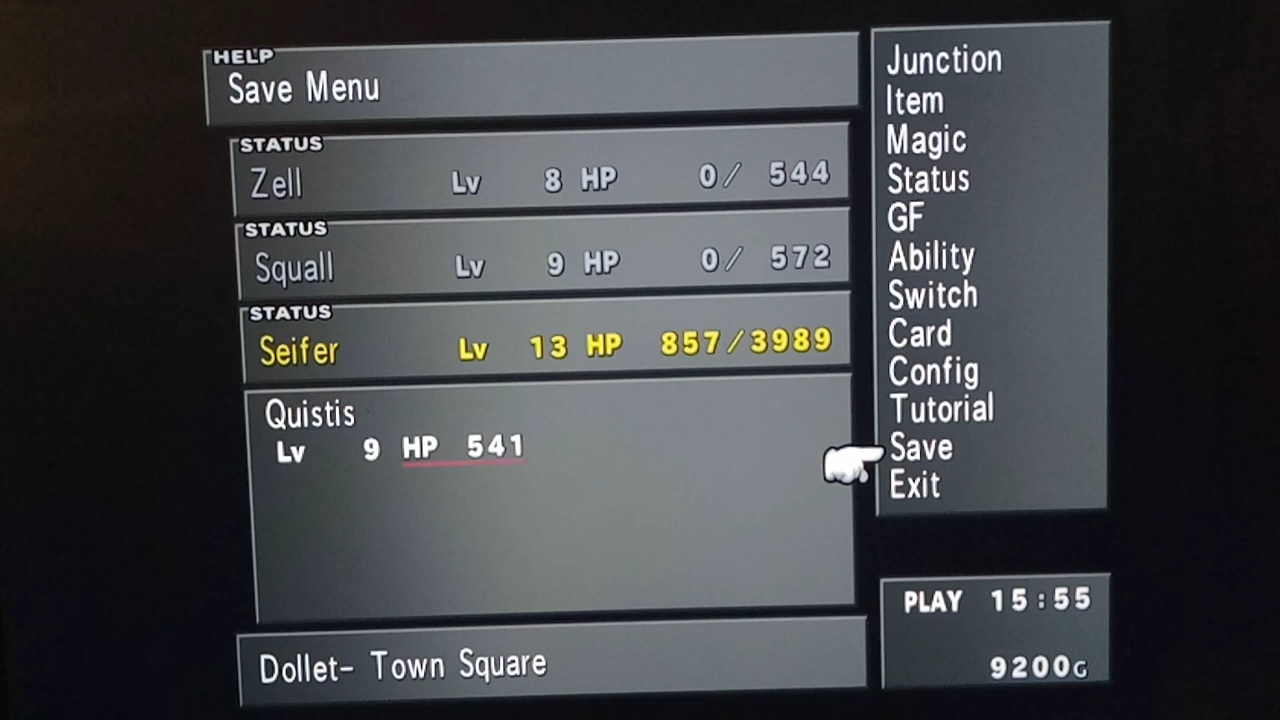 HELP
Save Menu
STATUS
Zell Lv 8 HP 0/ 544
STATUS
Squall Lv 9 HP 0/ 572
STATUS
Seifer Lv 13 HP 857/3989
Quistis
Lv 9 HP 541
Dollet- Town Square
Junction
Item
Magic
Status
GF
Ability
Switch
Card
Config
Tutorial
Save
Exit
PLAY 15:55
9200G